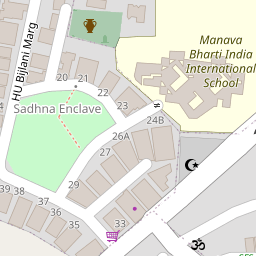 Manava
Bharti India
International
School
HU Bijlani Marg
20
21
22
23
24B
Sadhna Enclave
26A
27
29
39
38
37
35
33
ॐ